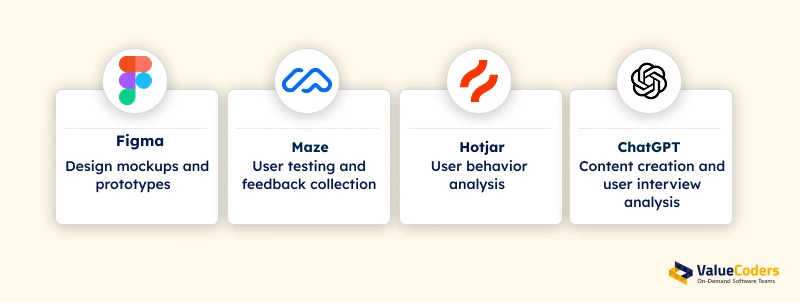 Figma
Design mockups and
prototypes
Maze
User testing and
feedback collection
Hotjar
User behavior
analysis
ChatGPT
Content creation and
user interview
analysis
ValueCoders
On-Demand Software Teams